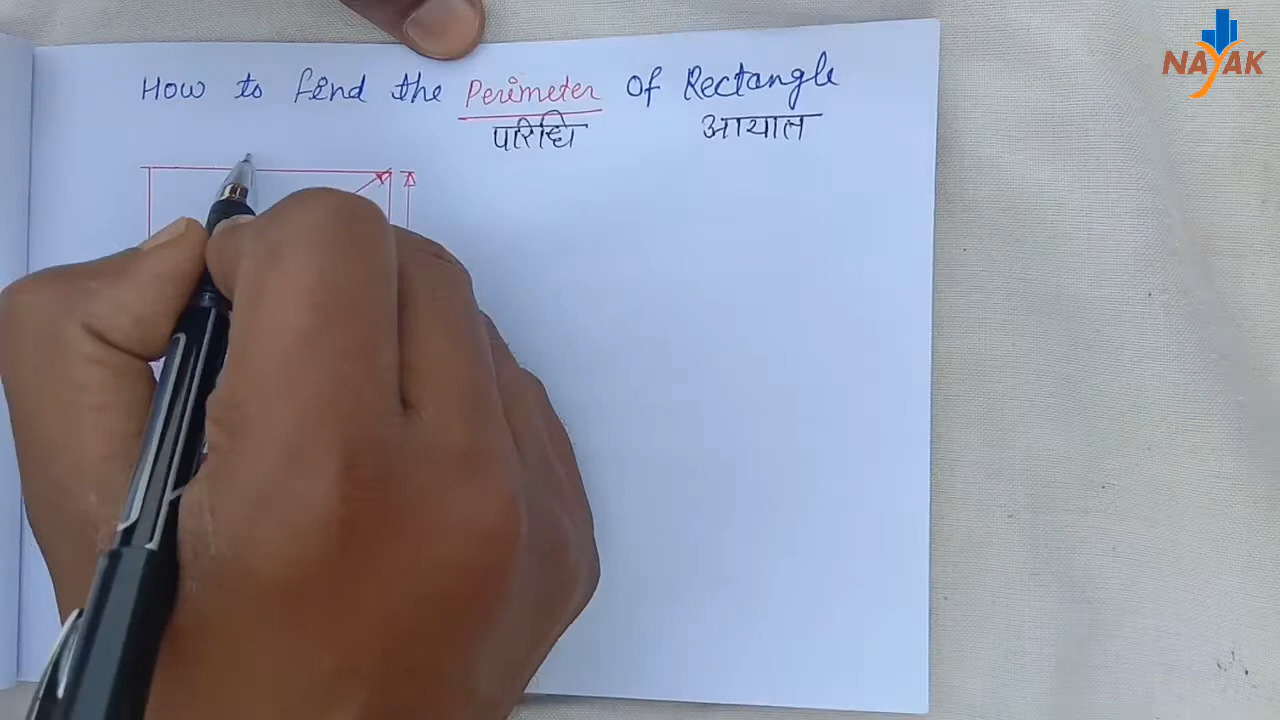 How to find the Perimeter of Rectangle
परिधि आयात
NAYAK